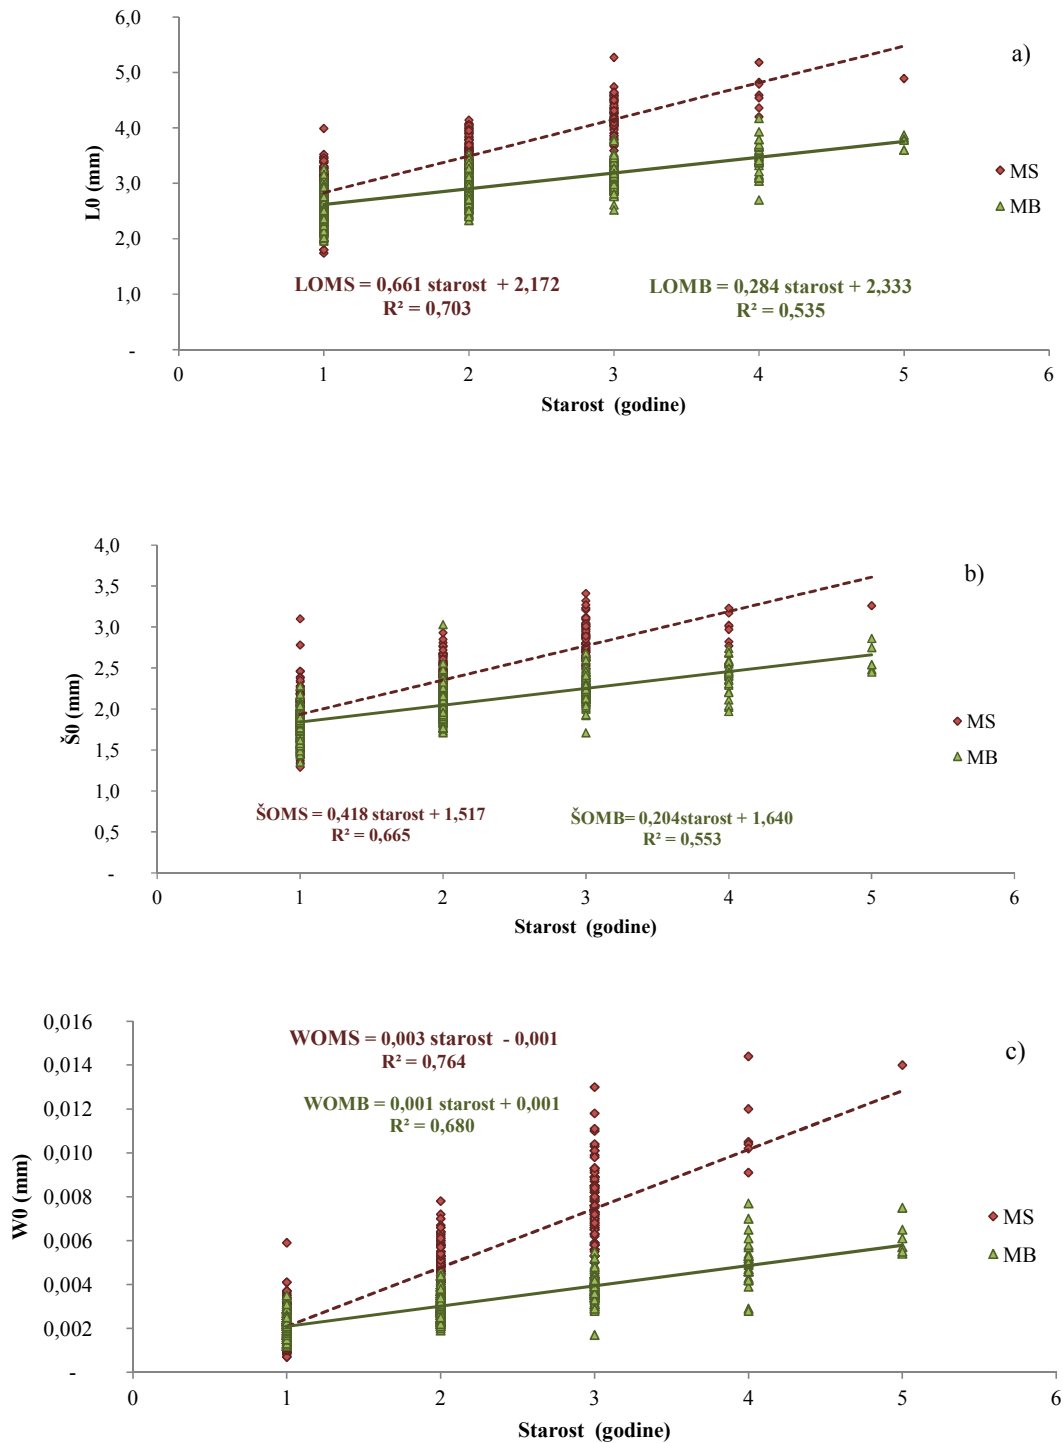 6,0
5,0
4,0
3,0
2,0
1,0
-
L0 (mm)
a)
MS
MB
LOMS = 0,661 starost + 2,172
R² = 0,703
LOMB = 0,284 starost + 2,333
R² = 0,535
0 1 2 3 4 5 6
Starost (godine)
4,0
3,5
3,0
2,5
2,0
1,5
1,0
0,5
-
Š0 (mm)
b)
MS
MB
ŠOMS = 0,418 starost + 1,517
R² = 0,665
ŠOMB= 0,204starost + 1,640
R² = 0,553
0 1 2 3 4 5 6
Starost (godine)
0,016
0,014
0,012
0,010
0,008
0,006
0,004
0,002
-
W0 (mm)
WOMS = 0,003 starost - 0,001
R² = 0,764
WOMB = 0,001 starost + 0,001
R² = 0,680
c)
MS
MB
0 1 2 3 4 5 6
Starost (godine)